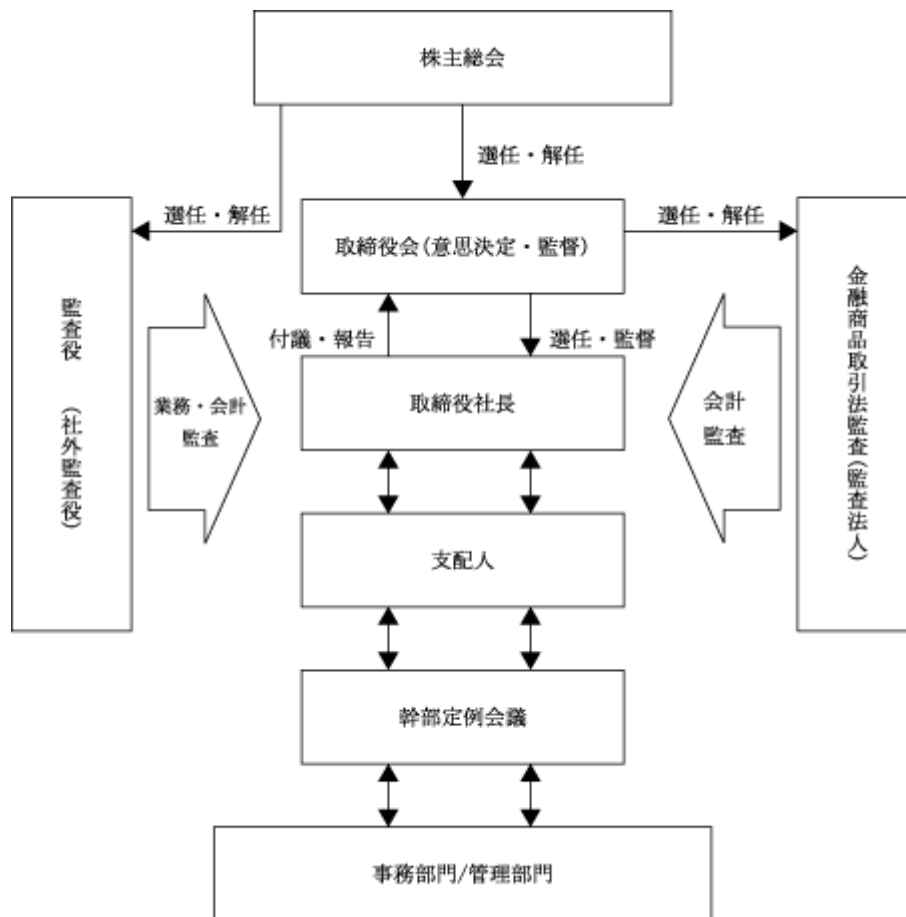 株主総会
選任・解任
選任・解任
選任・解任
取締役会(意思決定・監督)
監査役 (社外監査役)
金融商品取引法監査(監査法人)
付議・報告
選任・監督
業務・会計
監査
取締役社長
会計
監査
支配人
幹部定例会議
事務部門/管理部門